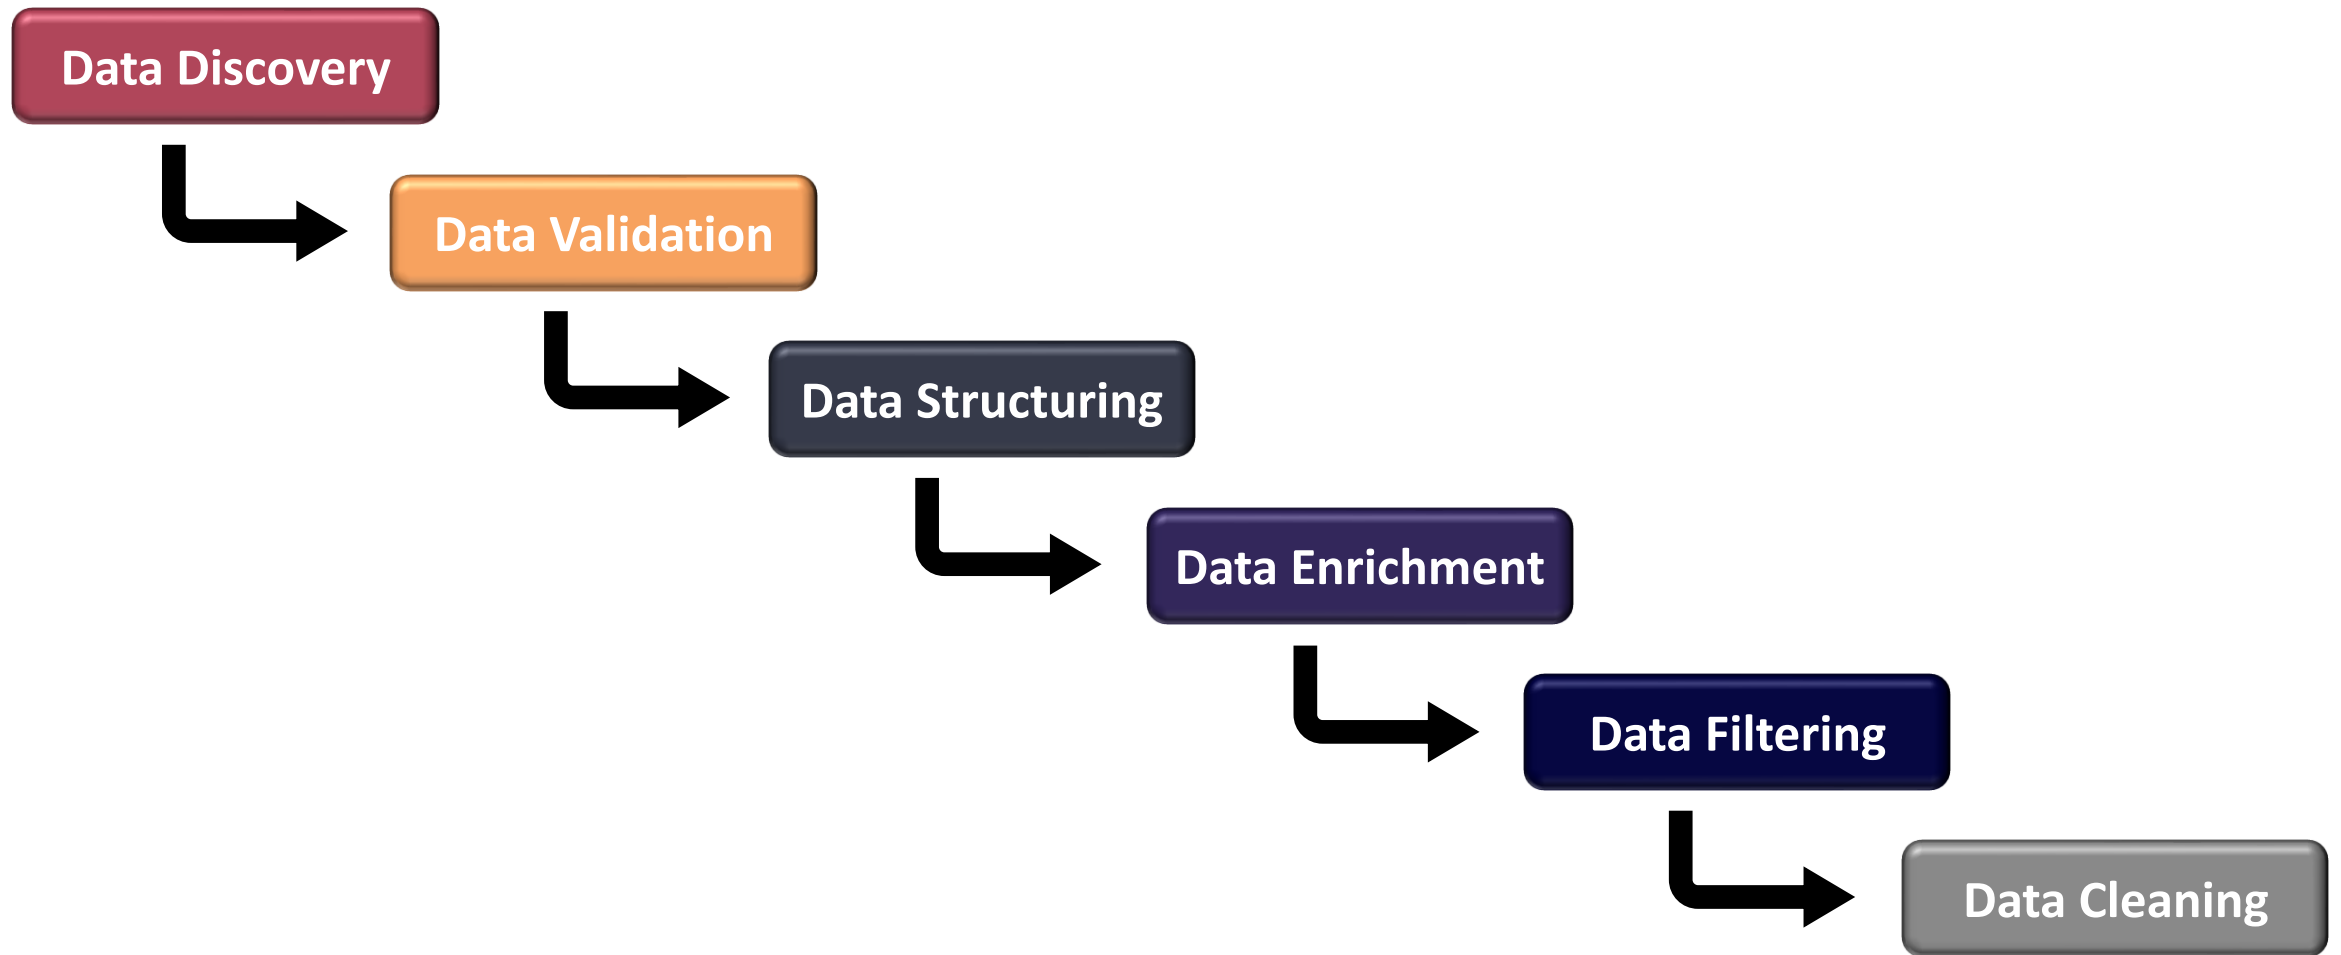 Data Discovery
Data Validation
Data Structuring
Data Enrichment
Data Filtering
Data Cleaning